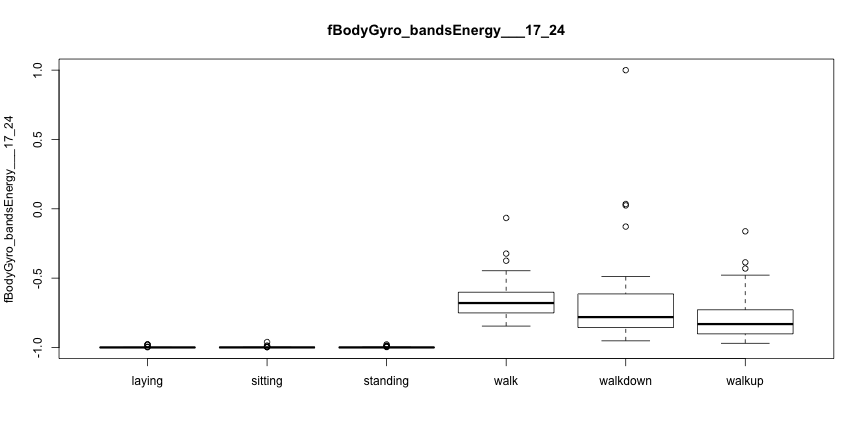 fBodyGyro_bandsEnergy___17_24
fBodyGyro_bandsEnergy___17_24
1.0
0.5
0.0
-0.5
-1.0
laying sitting standing walk walkdown walkup